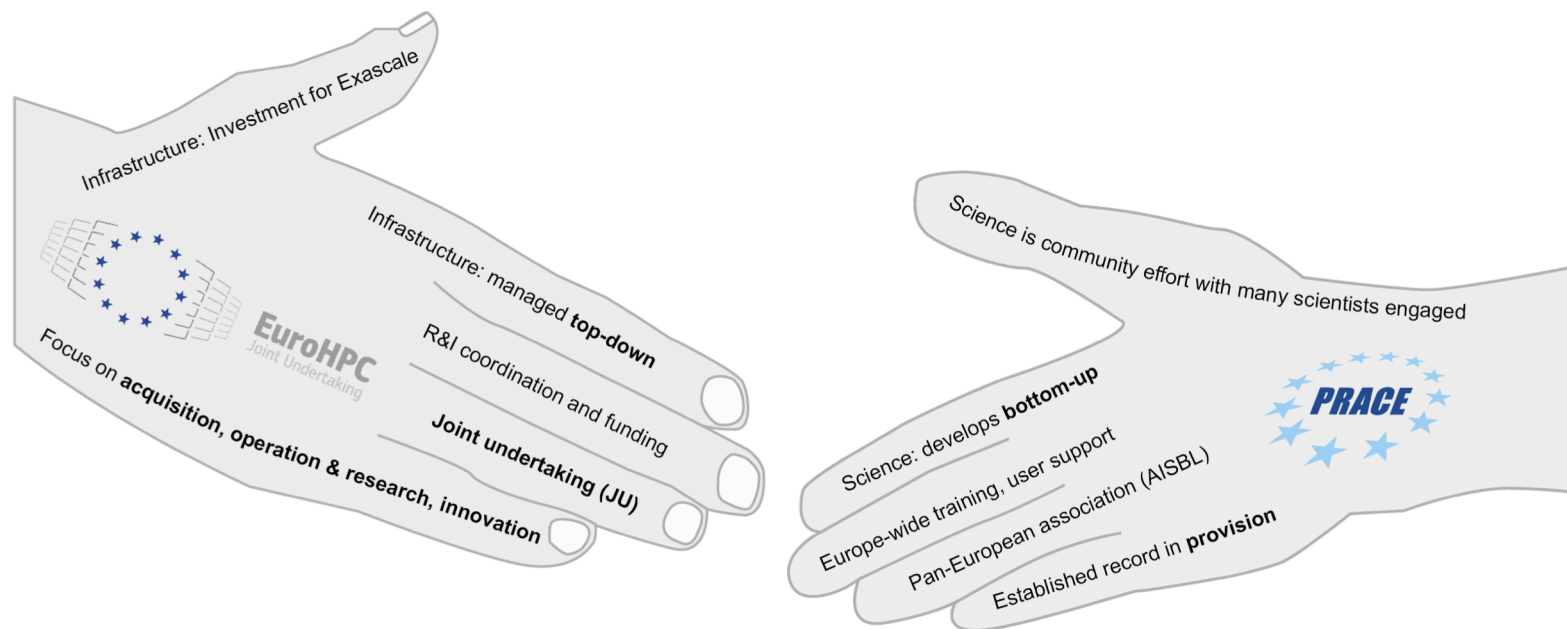 Infrastructure: Investment for Exascale
Infrastructure: managed top-down
R&I coordination and funding
Joint undertaking (JU)
Focus on acquisition, operation & research, innovation
EuroHPC
Joint Undertaking
Science is community effort with many scientists engaged
Science: develops bottom-up
Europe-wide training, user support
Pan-European association (AISBL)
Established record in provision
PRACE